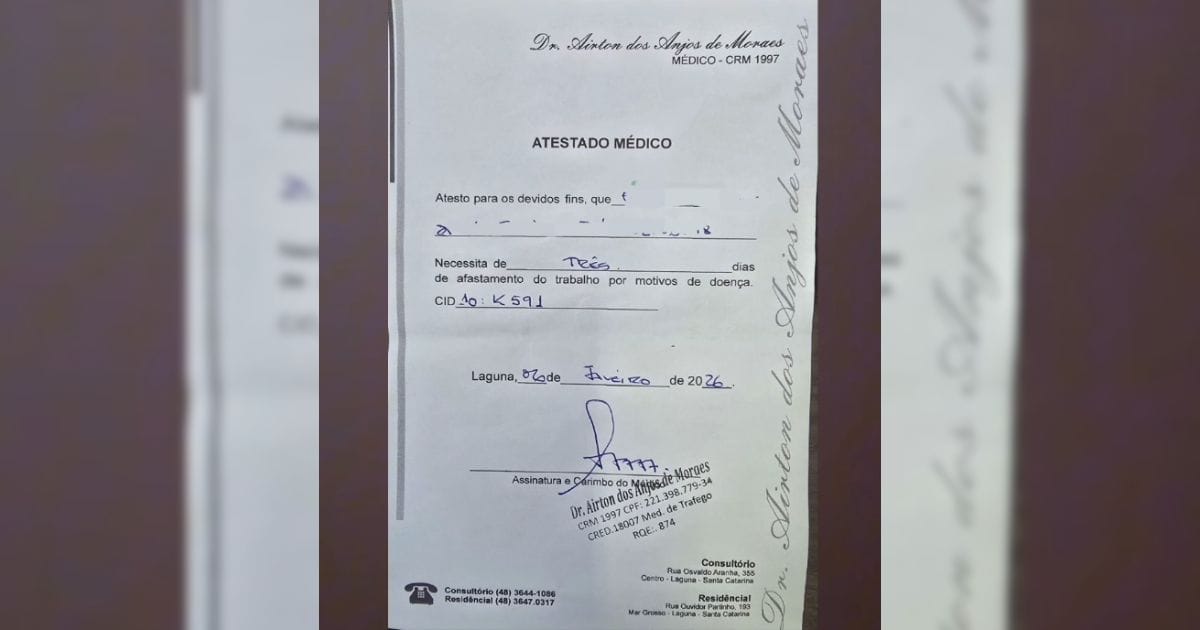 Dr. Airton dos Anjos de Moraes
MÉDICO - CRM 1997
ATESTADO MÉDICO
Atesto para os devidos fins, que
Necessita de Três dias
de afastamento do trabalho por motivos de doença.
CID 10: K591
Laguna, 06 de Janeiro de 2026.
Assinatura e Carimbo do Médico
Dr. Airton dos Anjos de Moraes
CRM 1997 CPF: 221.398.779-34
CRED.18007 Med. de Trafego
RQE:. 874
Consultório
Rua Osvaldo Aranha, 355
Centro - Laguna - Santa Catarina
Residêncial
Rua Ouvidor Partinho, 193
Mar Grosso - Laguna - Santa Catarina
Consultório (48) 3644-1086
Residêncial (48) 3647.0317
Dr. Airton dos Anjos de Moraes